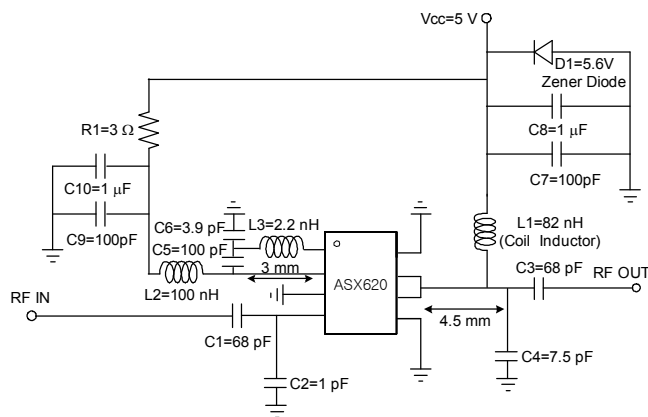 Vcc=5 V
D1=5.6V
Zener Diode
R1=3 Ω
C8=1 μF
C10=1 μF
C7=100pF
C6=3.9 pF
L3=2.2 nH
L1=82 nH
(Coil Inductor)
C9=100pF
C5=100 pF
3 mm
ASX620
C3=68 pF
RF OUT
L2=100 nH
RF IN
4.5 mm
C1=68 pF
C4=7.5 pF
C2=1 pF